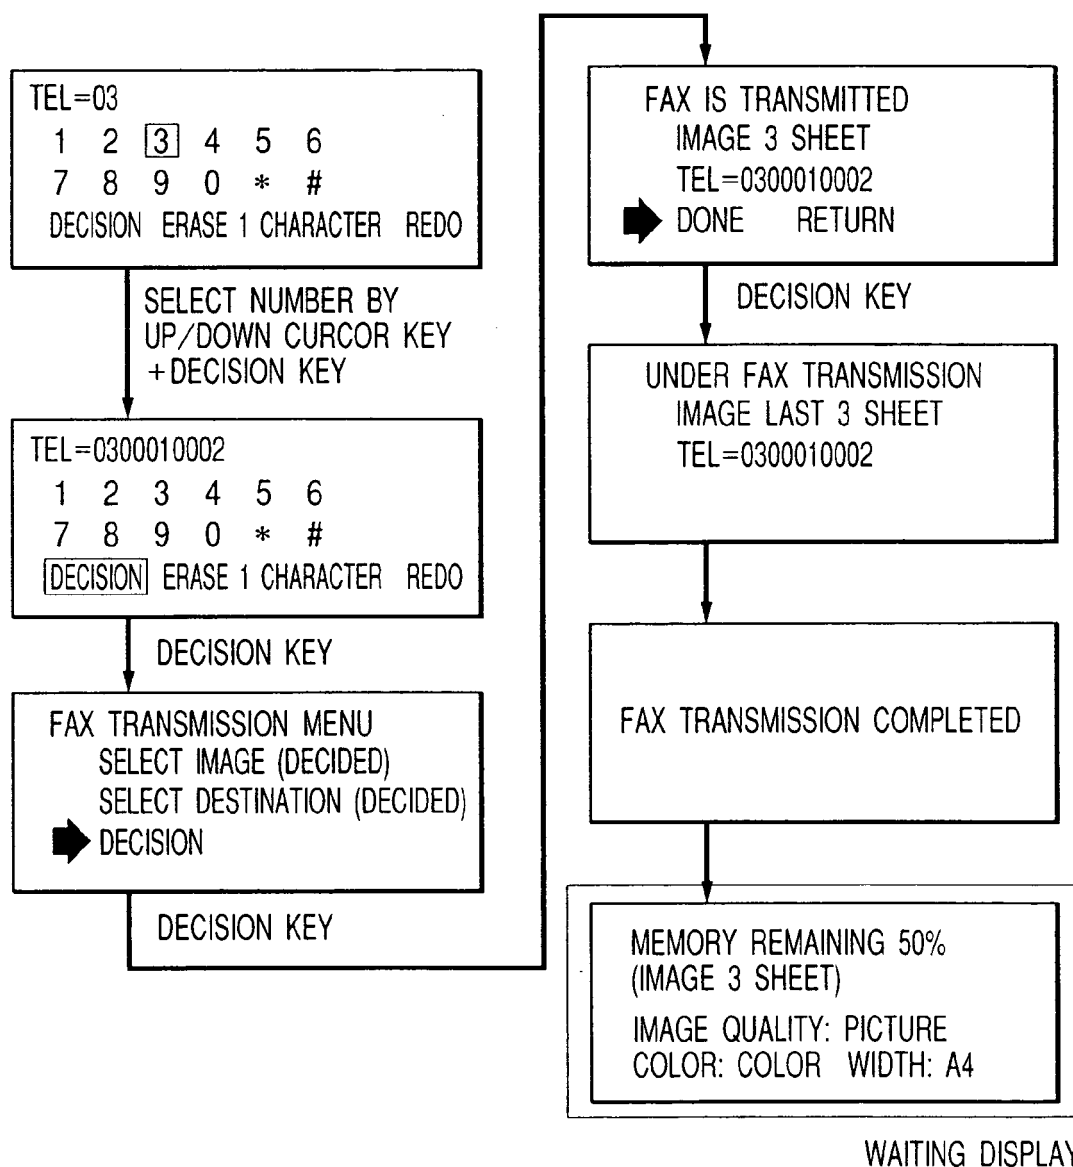 TEL=03
1 2 3 4 5 6
7 8 9 0 * #
DECISION ERASE 1 CHARACTER REDO
SELECT NUMBER BY
UP/DOWN CURCOR KEY
+DECISION KEY
TEL=0300010002
1 2 3 4 5 6
7 8 9 0 * #
DECISION ERASE 1 CHARACTER REDO
DECISION KEY
FAX TRANSMISSION MENU
SELECT IMAGE (DECIDED)
SELECT DESTINATION (DECIDED)
DECISION
DECISION KEY
FAX IS TRANSMITTED
IMAGE 3 SHEET
TEL=0300010002
DONE RETURN
DECISION KEY
UNDER FAX TRANSMISSION
IMAGE LAST 3 SHEET
TEL=0300010002
FAX TRANSMISSION COMPLETED
MEMORY REMAINING 50%
(IMAGE 3 SHEET)
IMAGE QUALITY: PICTURE
COLOR: COLOR WIDTH: A4
WAITING DISPLAY